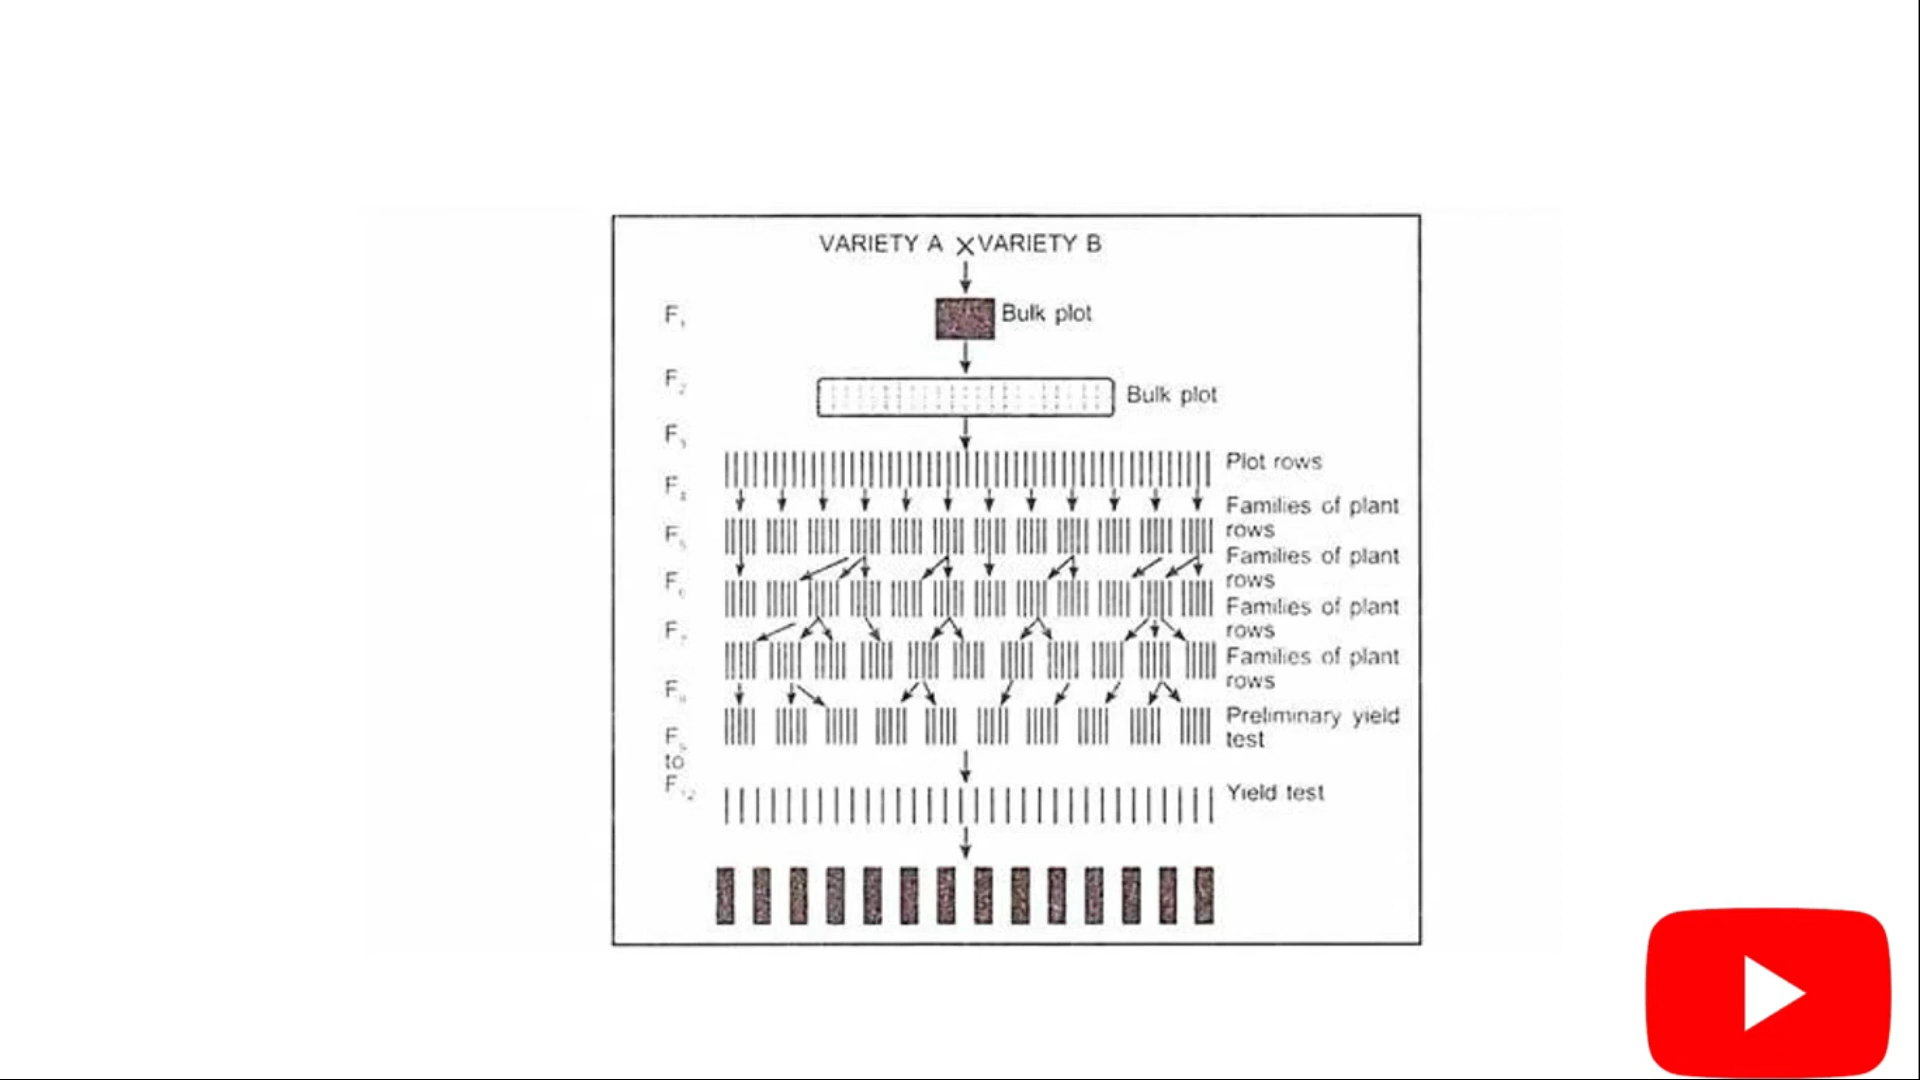 VARIETY A X VARIETY B
F1 Bulk plot
F2 Bulk plot
F3
Plot rows
F4
Families of plant
rows
F5
Families of plant
rows
F6
Families of plant
rows
F7
Families of plant
rows
F8
Preliminary yield
test
F9
to
F12
Yield test